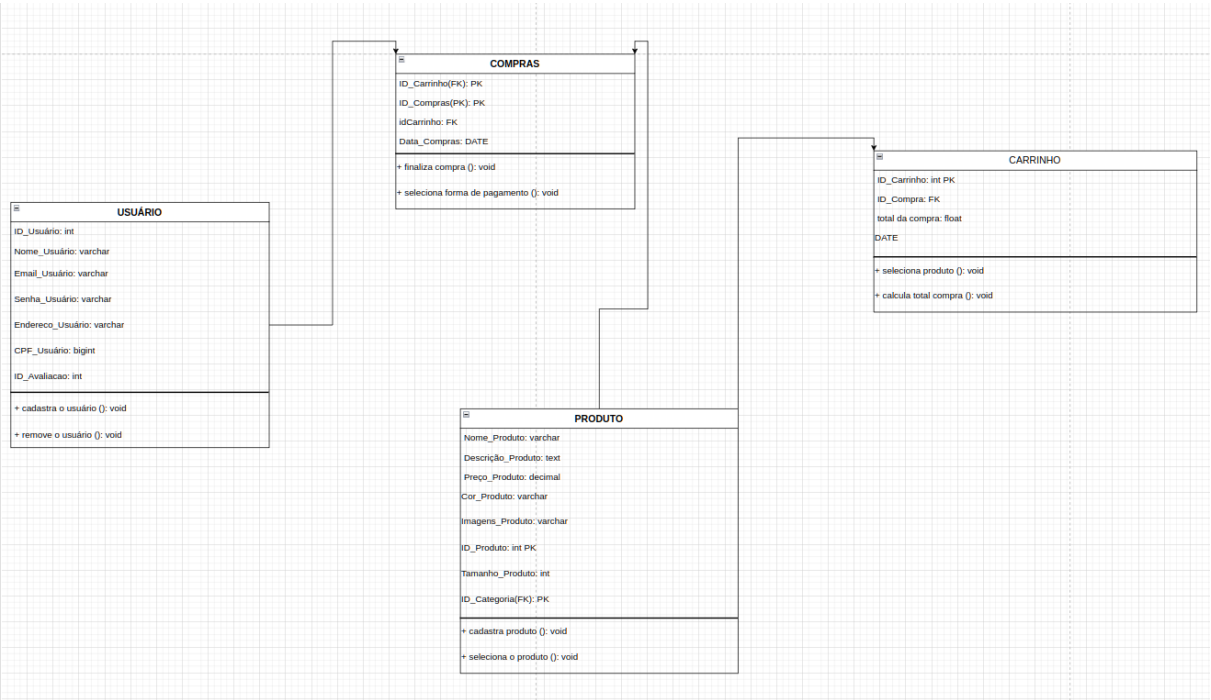 COMPRAS
ID_Carrinho(FK): PK
ID_Compras(PK): PK
idCarrinho: FK
Data_Compras: DATE
+ finaliza compra (): void
+ seleciona forma de pagamento (): void
CARRINHO
ID_Carrinho: int PK
ID_Compra: FK
total da compra: float
DATE
+ seleciona produto (): void
+ calcula total compra (): void
USUÁRIO
ID_Usuário: int
Nome_Usuário: varchar
Email_Usuário: varchar
Senha_Usuário: varchar
Endereco_Usuário: varchar
CPF_Usuário: bigint
ID_Avaliacao: int
+ cadastra o usuário (): void
+ remove o usuário (): void
PRODUTO
Nome_Produto: varchar
Descrição_Produto: text
Preço_Produto: decimal
Cor_Produto: varchar
Imagens_Produto: varchar
ID_Produto: int PK
Tamanho_Produto: int
ID_Categoria(FK): PK
+ cadastra produto (): void
+ seleciona o produto (): void